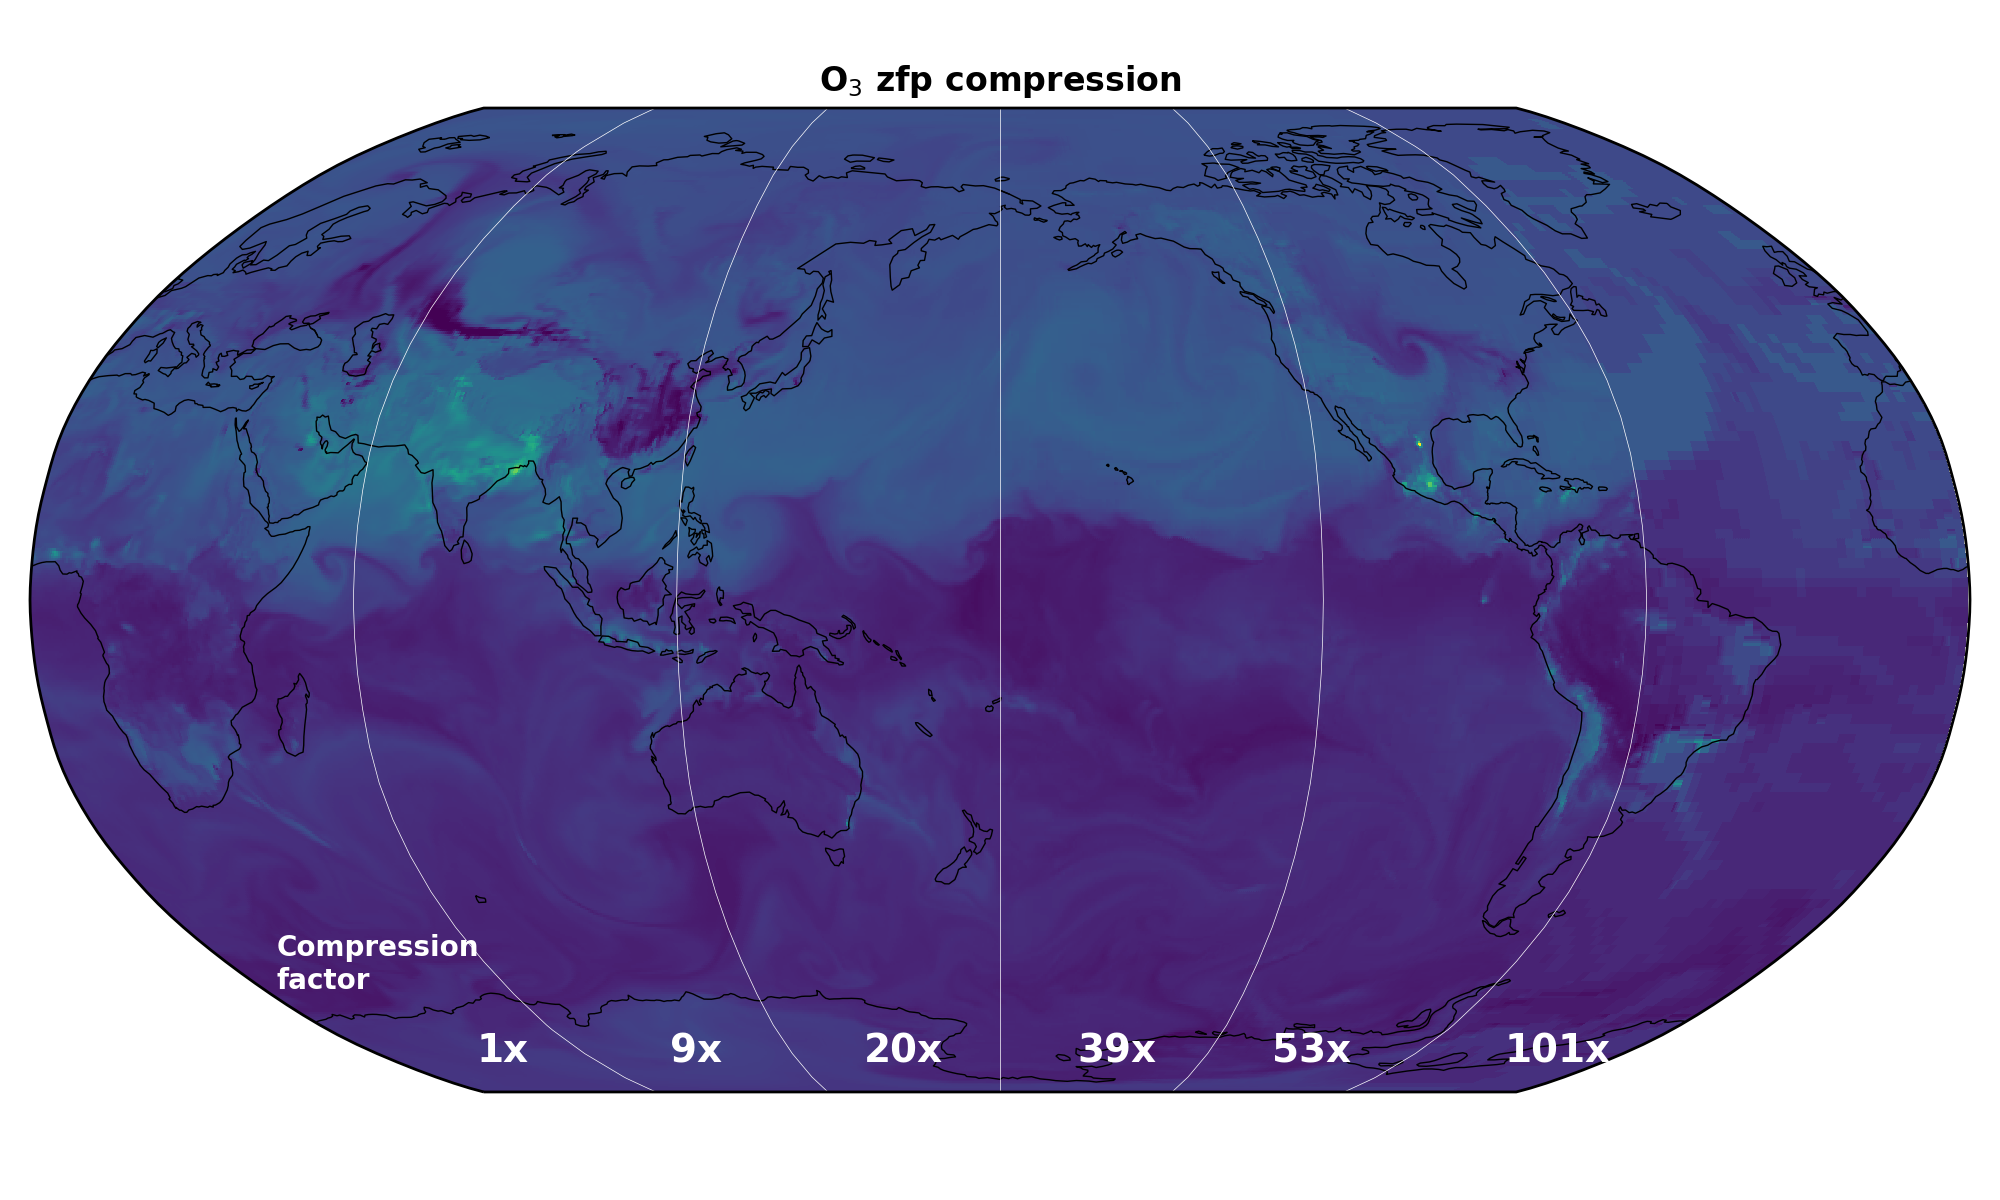 O₃ zfp compression
Compression
factor
1x 9x 20x 39x 53x 101x